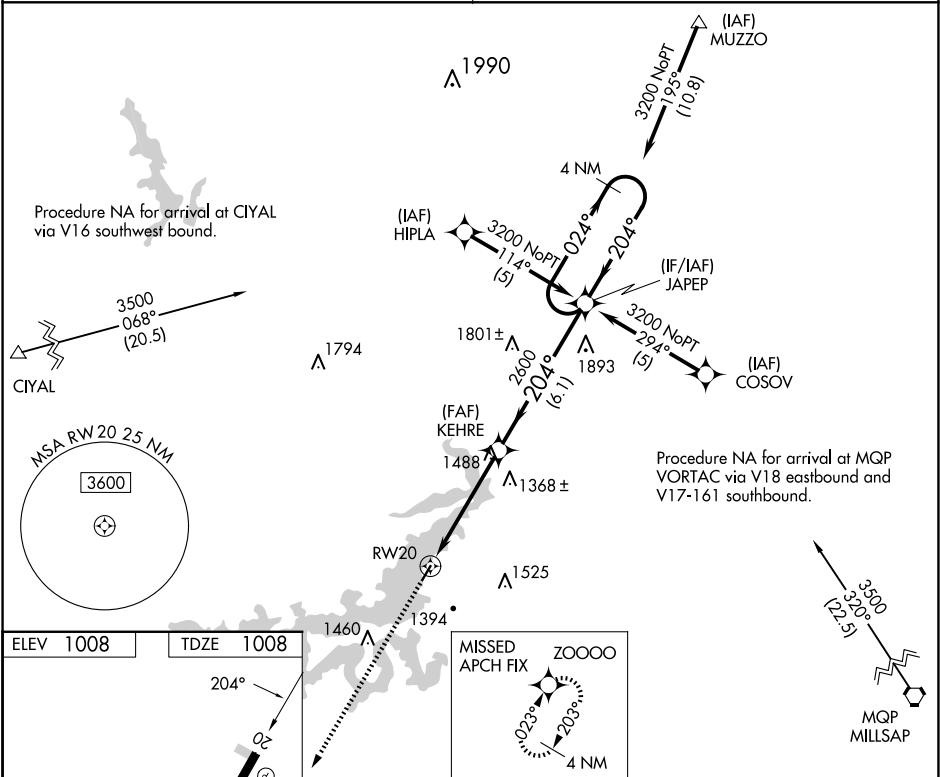 (IAF)
MUZZO
1990
3200 NoPT
195°
(10.8)
4 NM
Procedure NA for arrival at CIYAL
via V16 southwest bound.
(IAF)
HIPLA
3200 NoPT
114°
(5)
024°
204°
(IF/IAF)
JAPEP
3500
068°
(20.5)
CIYAL
1794
1801±
1893
3200 NoPT
294°
(5)
(IAF)
COSOV
2600
204°
(6.1)
(FAF)
KEHRE
1488
1368 ±
MSA RW20 25 NM
3600
Procedure NA for arrival at MQP
VORTAC via V18 eastbound and
V17-161 southbound.
RW20
1525
1394
1460
3500
320°
(22.5)
MQP
MILLSAP
ELEV 1008
TDZE 1008
204°
20
MISSED
APCH FIX
ZOOOO
023°
203°
4 NM